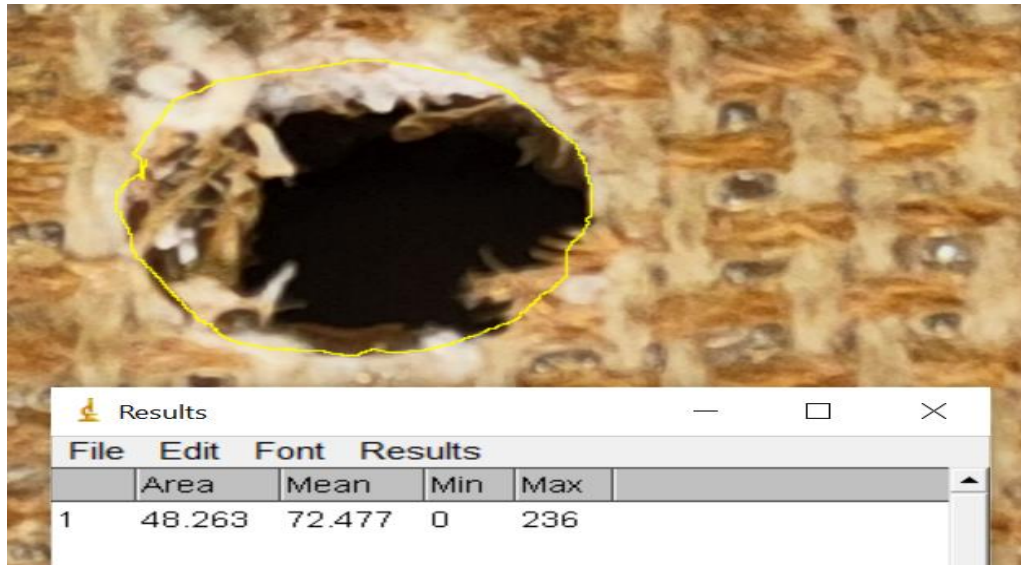 Results
File Edit Font Results
Area Mean Min Max
1 48.263 72.477 0 236